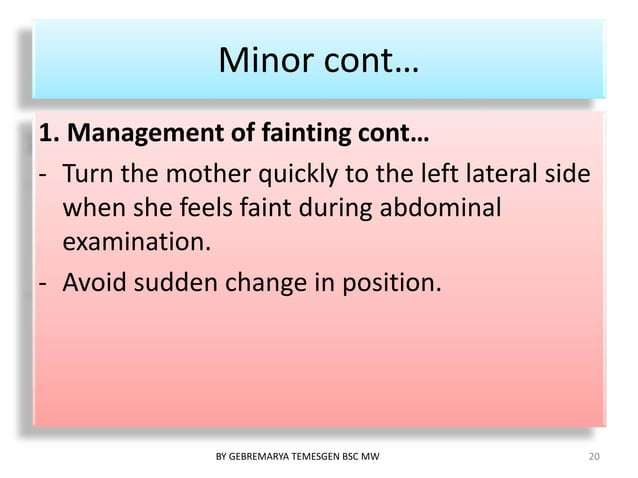 Minor cont…
1. Management of fainting cont…
- Turn the mother quickly to the left lateral side
when she feels faint during abdominal
examination.
- Avoid sudden change in position.
BY GEBREMARYA TEMESGEN BSC MW
20